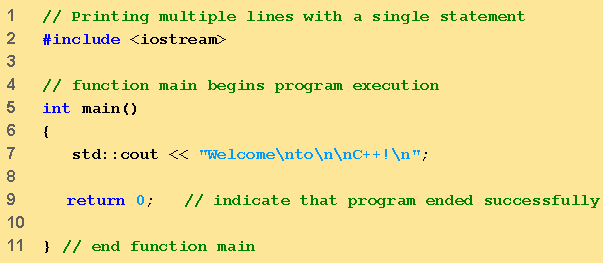 1 // Printing multiple lines with a single statement
2 #include <iostream>
3
4 // function main begins program execution
5 int main()
6 {
7 std::cout << "Welcome\nto\n\nC++!\n";
8
9 return 0; // indicate that program ended successfully
10
11 } // end function main